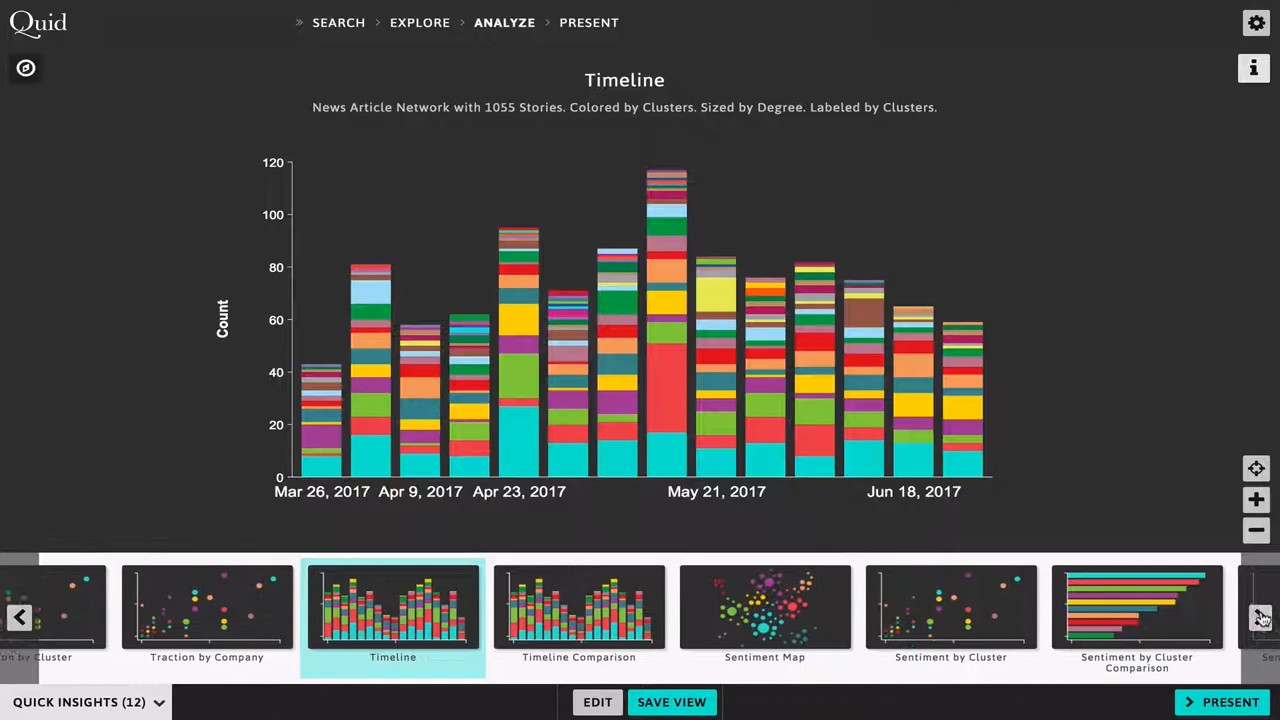 Quid
» SEARCH > EXPLORE > ANALYZE > PRESENT
Timeline
News Article Network with 1055 Stories. Colored by Clusters. Sized by Degree. Labeled by Clusters.
120
100
80
60
40
20
0
Count
Mar 26, 2017 Apr 9, 2017 Apr 23, 2017 May 21, 2017 Jun 18, 2017
by Cluster
Traction by Company
Timeline
Timeline Comparison
Sentiment Map
Sentiment by Cluster
Sentiment by Cluster
Comparison
QUICK INSIGHTS (12)
EDIT
SAVE VIEW
> PRESENT